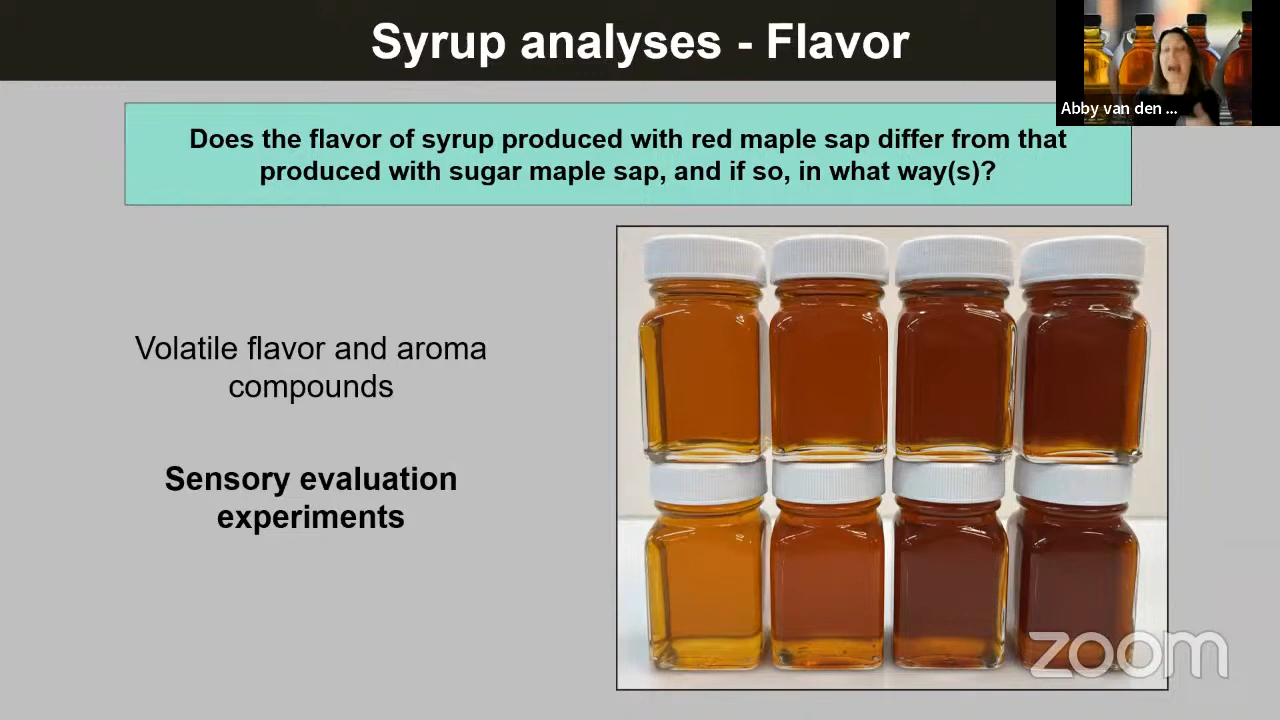 Syrup analyses - Flavor
Abby van den ...
Does the flavor of syrup produced with red maple sap differ from that
produced with sugar maple sap, and if so, in what way(s)?
Volatile flavor and aroma
compounds
Sensory evaluation
experiments
zoom